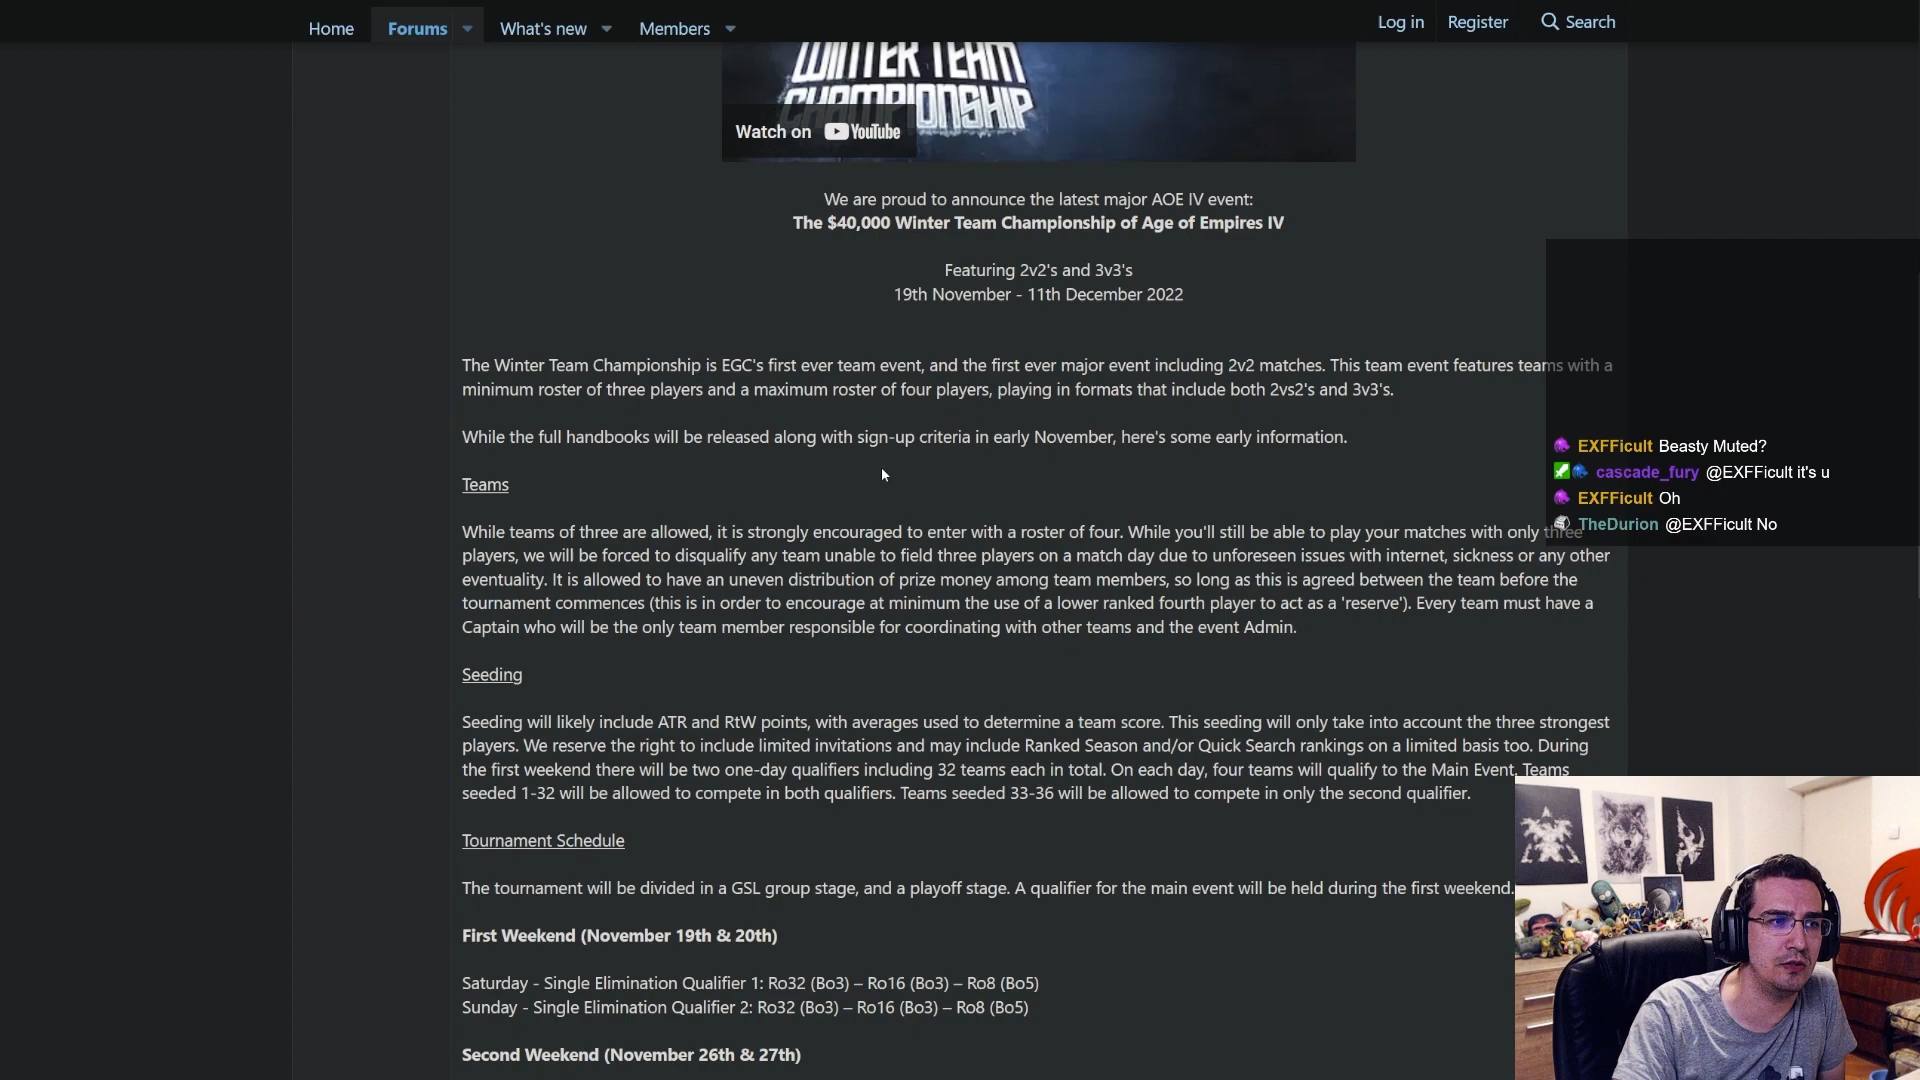 Home Forums What's new Members Log in Register Search
WINTER TEAM
CHAMPIONSHIP
Watch on YouTube
We are proud to announce the latest major AOE IV event:
The $40,000 Winter Team Championship of Age of Empires IV
Featuring 2v2's and 3v3's
19th November - 11th December 2022
The Winter Team Championship is EGC's first ever team event, and the first ever major event including 2v2 matches. This team event features teams with a
minimum roster of three players and a maximum roster of four players, playing in formats that include both 2vs2's and 3v3's.
While the full handbooks will be released along with sign-up criteria in early November, here's some early information.
EXFFicult Beasty Muted?
cascade_fury @EXFFicult it's u
EXFFicult Oh
TheDurion @EXFFicult No
Teams
While teams of three are allowed, it is strongly encouraged to enter with a roster of four. While you'll still be able to play your matches with only three
players, we will be forced to disqualify any team unable to field three players on a match day due to unforeseen issues with internet, sickness or any other
eventuality. It is allowed to have an uneven distribution of prize money among team members, so long as this is agreed between the team before the
tournament commences (this is in order to encourage at minimum the use of a lower ranked fourth player to act as a 'reserve'). Every team must have a
Captain who will be the only team member responsible for coordinating with other teams and the event Admin.
Seeding
Seeding will likely include ATR and RtW points, with averages used to determine a team score. This seeding will only take into account the three strongest
players. We reserve the right to include limited invitations and may include Ranked Season and/or Quick Search rankings on a limited basis too. During
the first weekend there will be two one-day qualifiers including 32 teams each in total. On each day, four teams will qualify to the Main Event. Teams
seeded 1-32 will be allowed to compete in both qualifiers. Teams seeded 33-36 will be allowed to compete in only the second qualifier.
Tournament Schedule
The tournament will be divided in a GSL group stage, and a playoff stage. A qualifier for the main event will be held during the first weekend.
First Weekend (November 19th & 20th)
Saturday - Single Elimination Qualifier 1: Ro32 (Bo3) – Ro16 (Bo3) – Ro8 (Bo5)
Sunday - Single Elimination Qualifier 2: Ro32 (Bo3) – Ro16 (Bo3) – Ro8 (Bo5)
Second Weekend (November 26th & 27th)